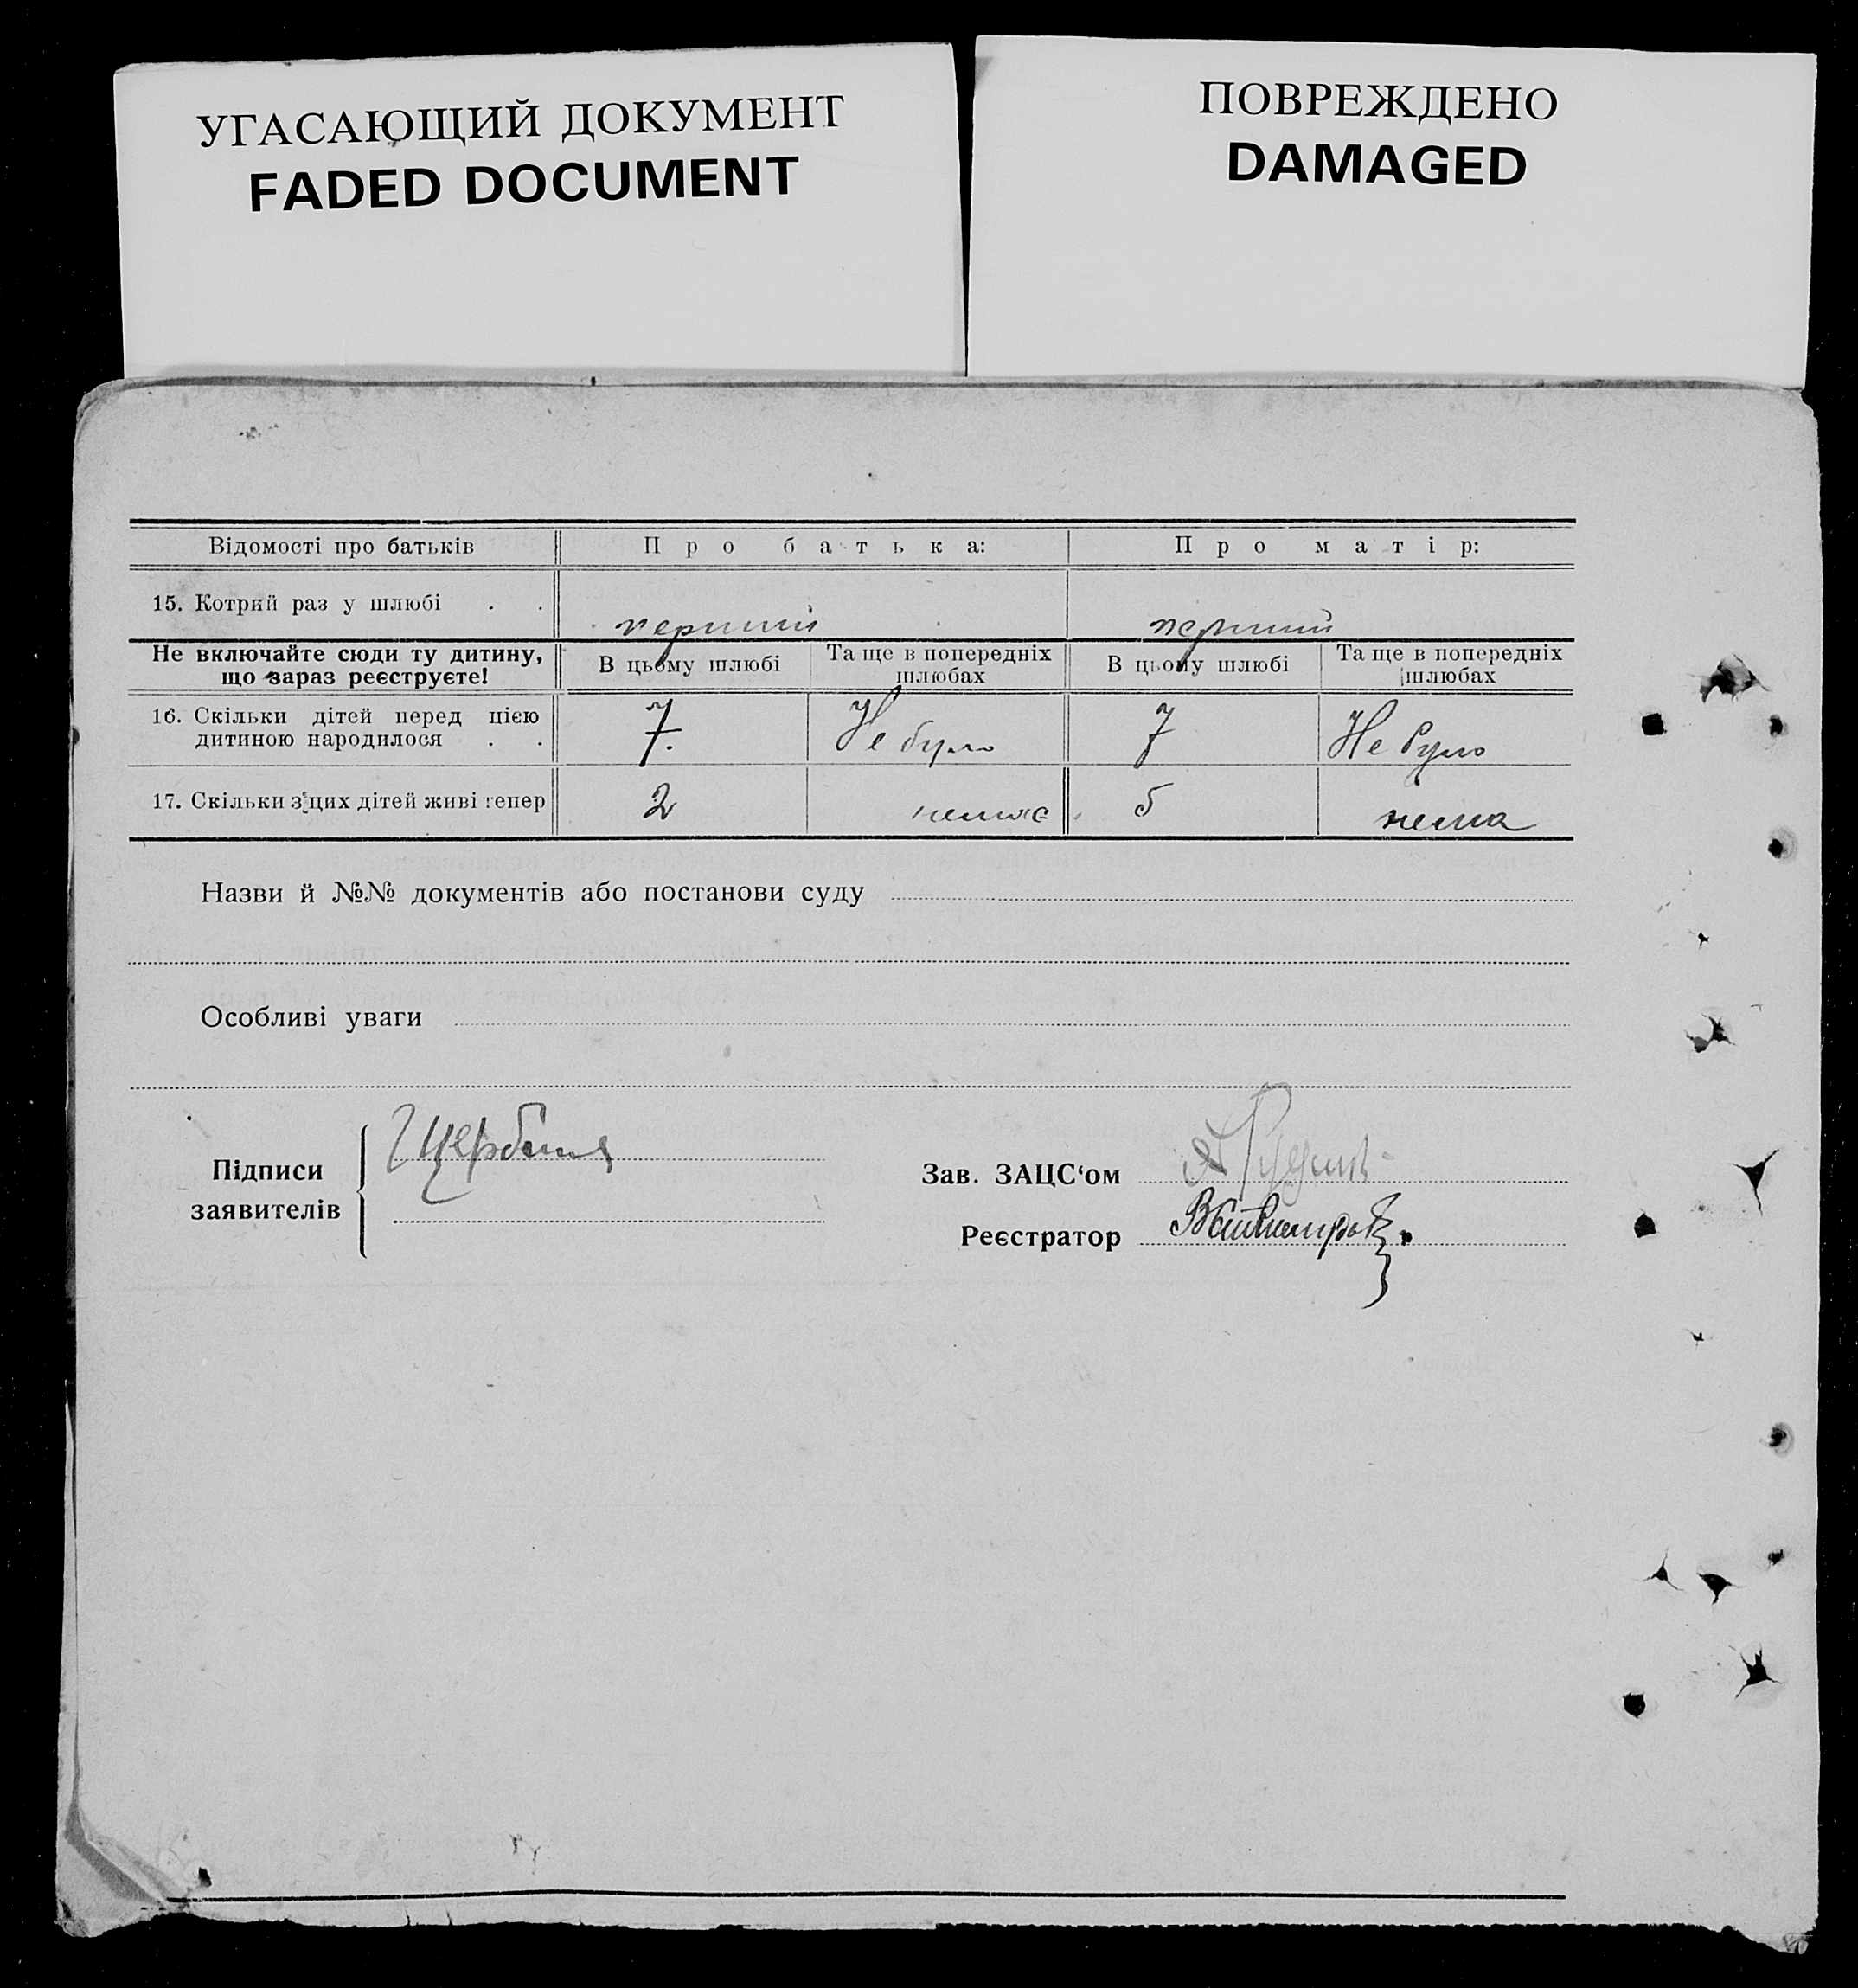 УГАСАЮЩИЙ ДОКУМЕНТ
FADED DOCUMENT
ПОВРЕЖДЕНО
DAMAGED
Відомості про батьків Про батька: Про матір:
15. Котрий раз у шлюбі . . перший перший
Не включайте сюди ту дитину, що зараз реєструєте! В цьому шлюбі Та ще в попередніх шлюбах В цьому шлюбі Та ще в попередніх шлюбах
16. Скільки дітей перед цією
дитиною народилося . . 7. Не було 7 Не було
17. Скільки з цих дітей живі тепер 2 немає 5 нема
Назви й №№ документів або постанови суду
Особливі уваги
Підписи
заявителів
Зав. ЗАЦС‘ом
Реєстратор